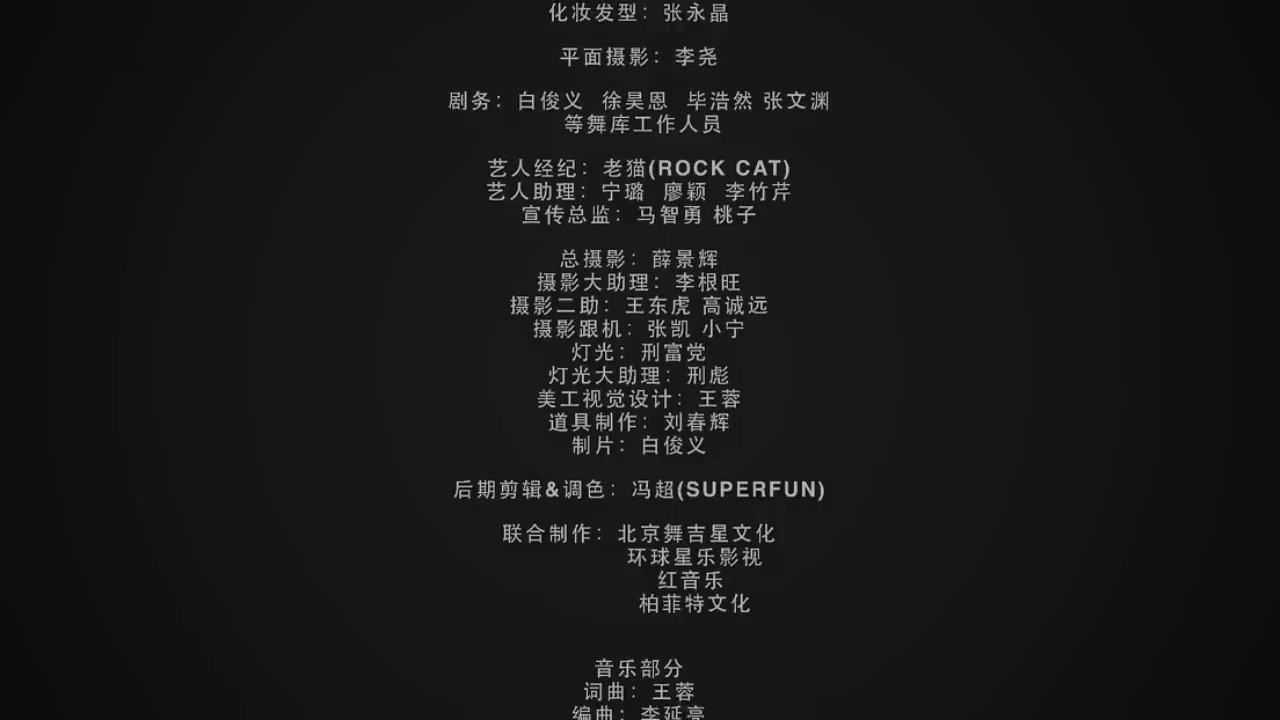 化妆发型：张永晶
平面摄影：李尧
剧务：白俊义 徐昊恩 毕浩然 张文渊
等舞库工作人员
艺人经纪：老猫(ROCK CAT)
艺人助理：宁璐 廖颖 李竹芹
宣传总监：马智勇 桃子
总摄影：薛景辉
摄影大助理：李根旺
摄影二助：王东虎 高诚远
摄影跟机：张凯 小宁
灯光：刑富党
灯光大助理：刑彪
美工视觉设计：王蓉
道具制作：刘春辉
制片：白俊义
后期剪辑&调色：冯超(SUPERFUN)
联合制作：北京舞吉星文化
环球星乐影视
红音乐
柏菲特文化
音乐部分
词曲：王蓉
编曲：李延亮